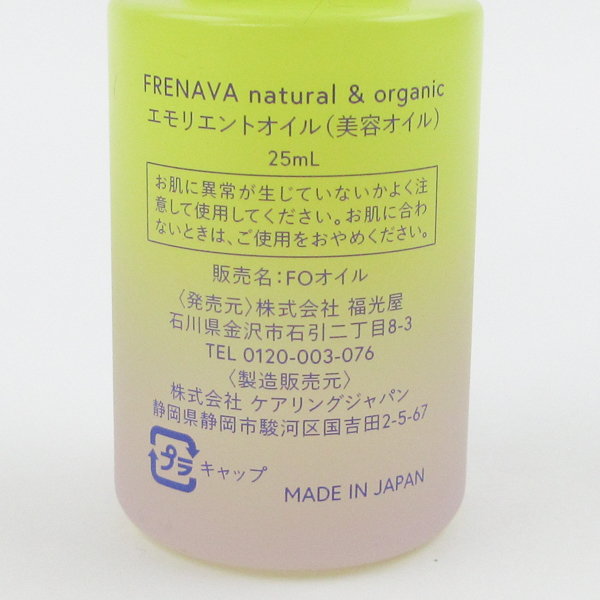 FRENAVA natural & organic
エモリエントオイル（美容オイル）
25mL
お肌に異常が生じていないかよく注
意して使用してください。お肌に合わ
ないときは、ご使用をおやめください。
販売名：FOオイル
〈発売元〉株式会社 福光屋
石川県金沢市石引二丁目8-3
TEL 0120-003-076
〈製造販売元〉
株式会社 ケアリングジャパン
静岡県静岡市駿河区国吉田2-5-67
プラ キャップ
MADE IN JAPAN